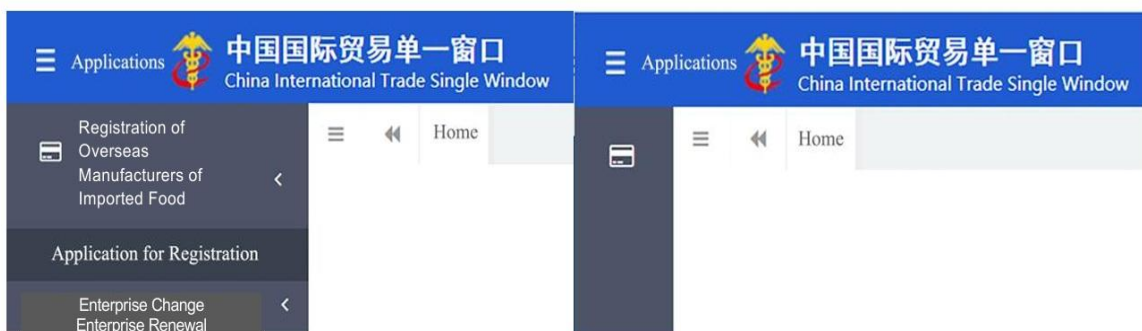 Applications
中国国际贸易单一窗口
China International Trade Single Window
Registration of
Overseas
Manufacturers of
Imported Food
Home
Application for Registration
Enterprise Change
Enterprise Renewal
Applications
中国国际贸易单一窗口
China International Trade Single Window
Home